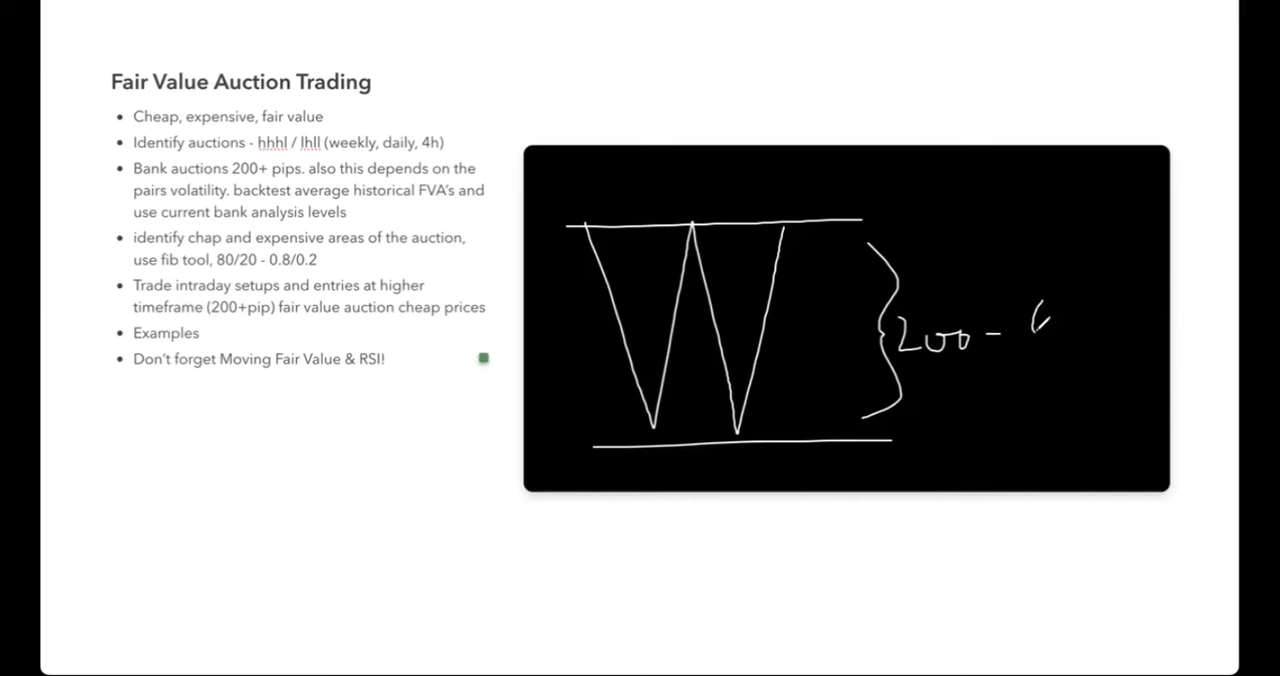 Fair Value Auction Trading
• Cheap, expensive, fair value
• Identify auctions - hhhl / lhll (weekly, daily, 4h)
• Bank auctions 200+ pips. also this depends on the
pairs volatility. backtest average historical FVA's and
use current bank analysis levels
• identify chap and expensive areas of the auction,
use fib tool, 80/20 - 0.8/0.2
• Trade intraday setups and entries at higher
timeframe (200+pip) fair value auction cheap prices
• Examples
• Don't forget Moving Fair Value & RSI!
200 -